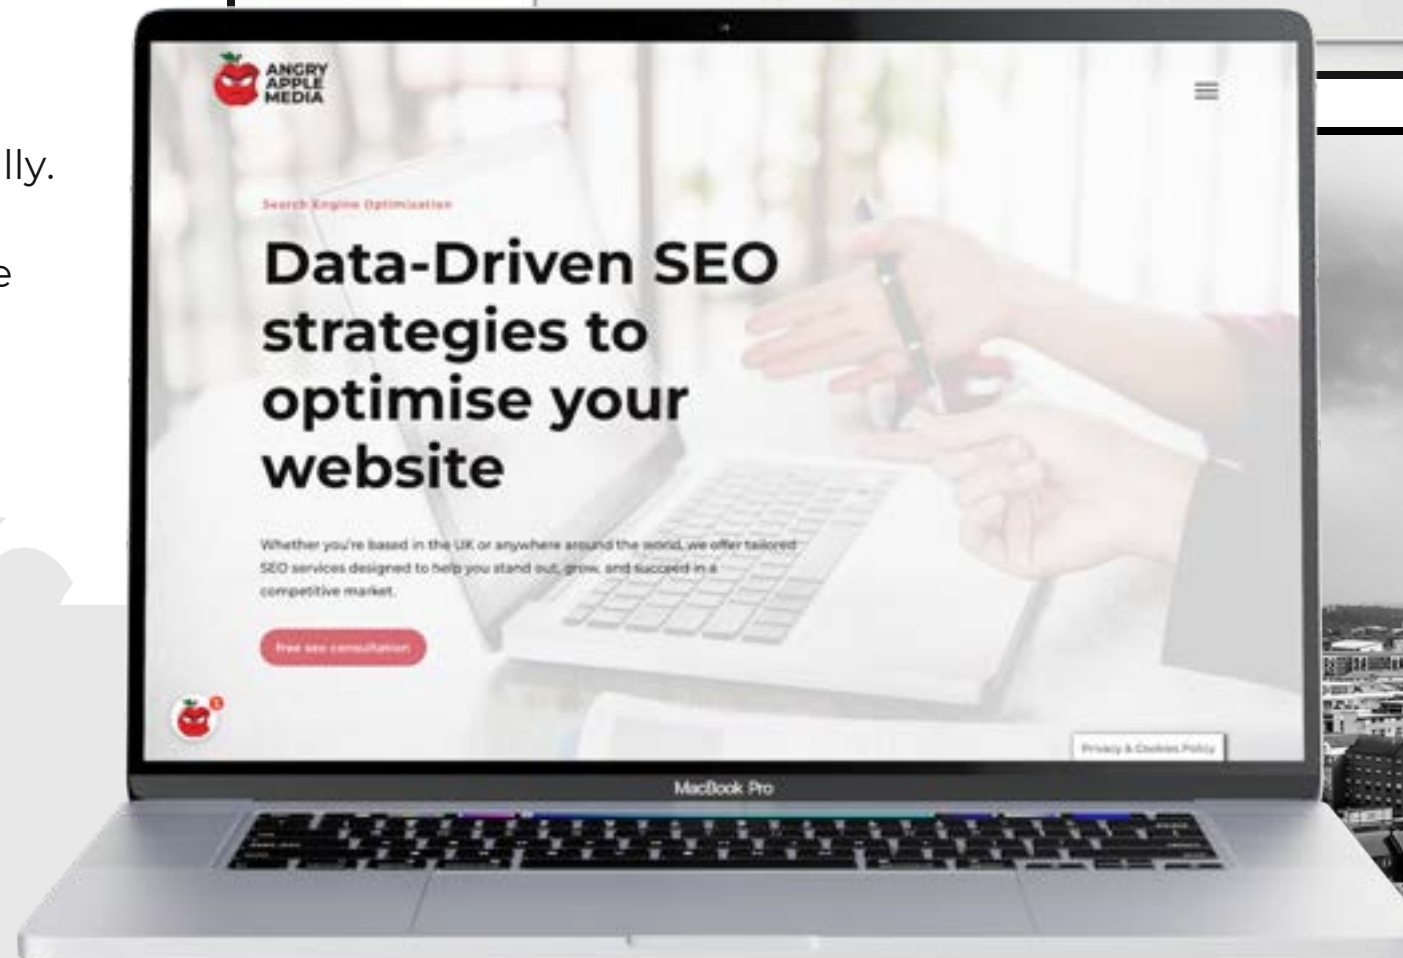 lly.
e
ANGRY
APPLE
MEDIA
Search Engine Optimisation
Data-Driven SEO
strategies to
optimise your
website
Whether you're based in the UK or anywhere around the world, we offer tailored
SEO services designed to help you stand out, grow, and succeed in a
competitive market.
free seo consultation
1
Privacy & Cookies Policy
MacBook Pro